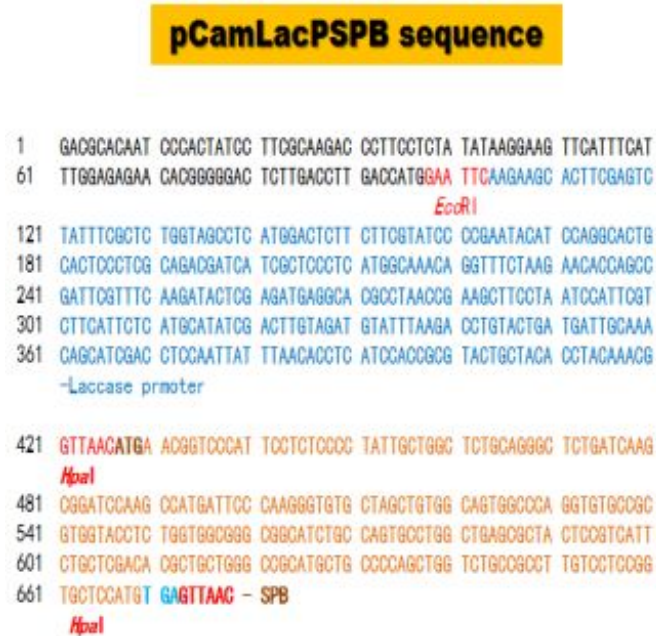 pCamLacPSPB sequence
1 GACGCACAAT CCCACTATCC TTCGCAAGAC CCTTCCTCTA TATAAGGAAG TTCATTTCAT
61 TTGGAGAGAA CACGGGGGAC TCTTGACCTT GACCATGGAA TTCAAGAAGC ACTTCGAGTC
EcoRI
121 TATTTCGCTC TGGTAGCCTC ATGGACTCTT CTTCGTATCC CCGAATACAT CCAGGCACTG
181 CACTCCCTCG CAGACGATCA TCGCTCCCTC ATGGCAAACA GGTTTCTAAG AACACCAGCC
241 GATTCGTTTC AAGATACTCG AGATGAGGCA CGCCTAACCG AAGCTTCCTA ATCCATTCGT
301 CTTCATTCTC ATGCATATCG ACTTGTAGAT GTATTTAAGA CCTGTACTGA TGATTGCAAA
361 CAGCATCGAC CTCCAATTAT TTAACACCTC ATCCACCGCG TACTGCTACA CCTACAAACG
-Laccase prmoter
421 GTTAACATGA ACGGTCCCAT TCCTCTCCCC TATTGCTGGC TCTGCAGGGC TCTGATCAAG
HpaI
481 CGGATCCAAG CCATGATTCC CAAGGGTGTG CTAGCTGTGG CAGTGGCCCA GGTGTGCCGC
541 GTGGTACCTC TGGTGGCGGG CGGCATCTGC CAGTGCCTGG CTGAGCGCTA CTCCGTCATT
601 CTGCTCGACA CGCTGCTGGG CCGCATGCTG CCCCAGCTGG TCTGCCGCCT TGTCCTCCGG
661 TGCTCCATGT GAGTTAAC - SPB
HpaI